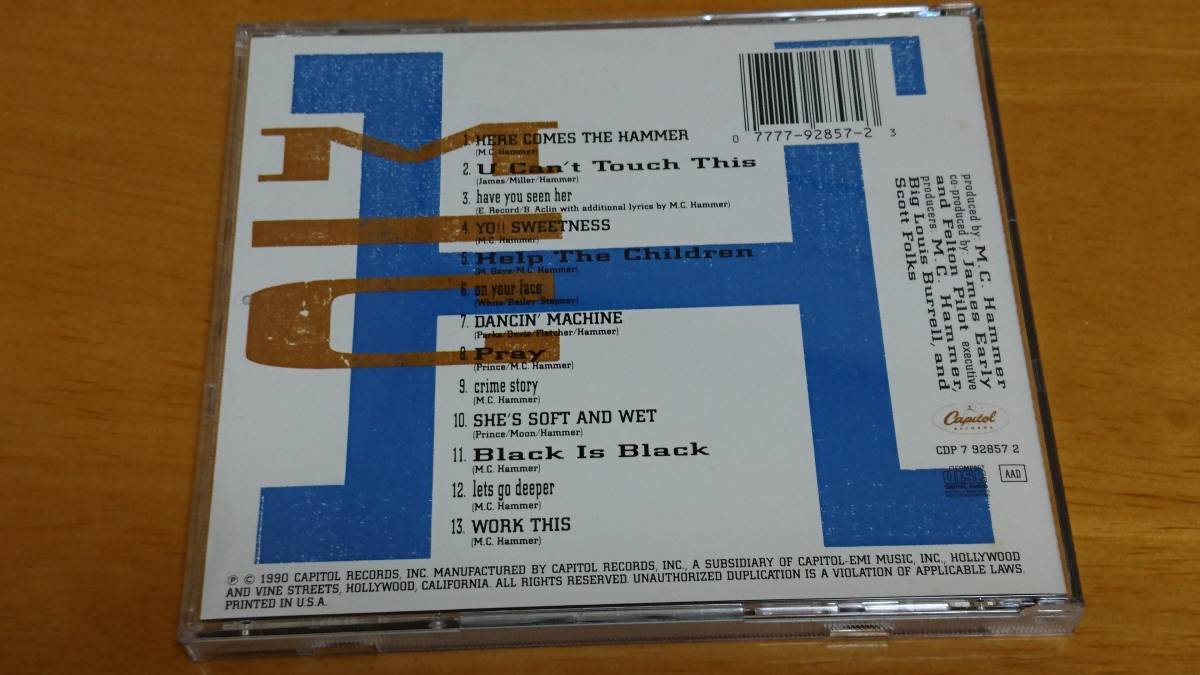 M.C.
H
1. HERE COMES THE HAMMER
(M.C. Hammer)
2. U Can't Touch This
(James/Miller/Hammer)
3. have you seen her
(E. Record/B. Aclin with additional lyrics by M.C. Hammer)
4. YO!! SWEETNESS
(M.C. Hammer)
5. Help The Children
(M. Gaye/M.C. Hammer)
6. on your face
(White/Bailey/Stepney)
7. DANCIN' MACHINE
(Parks/Davis/Fletcher/Hammer)
8. Pray
(Prince/M.C. Hammer)
9. crime story
(M.C. Hammer)
10. SHE'S SOFT AND WET
(Prince/Moon/Hammer)
11. Black Is Black
(M.C. Hammer)
12. lets go deeper
(M.C. Hammer)
13. WORK THIS
(M.C. Hammer)
0 7777-92857-2 3
produced by: M.C. Hammer
co-produced by: James Early
and Felton Pilot executive
producers: M.C. Hammer,
Big Louis Burrell, and
Scott Folks
Capitol
RECORDS
CDP 7 92857 2
COMPACT
disc
DIGITAL AUDIO
AAD
℗ © 1990 CAPITOL RECORDS, INC. MANUFACTURED BY CAPITOL RECORDS, INC., A SUBSIDIARY OF CAPITOL-EMI MUSIC, INC., HOLLYWOOD
AND VINE STREETS, HOLLYWOOD, CALIFORNIA. ALL RIGHTS RESERVED. UNAUTHORIZED DUPLICATION IS A VIOLATION OF APPLICABLE LAWS.
PRINTED IN U.S.A.